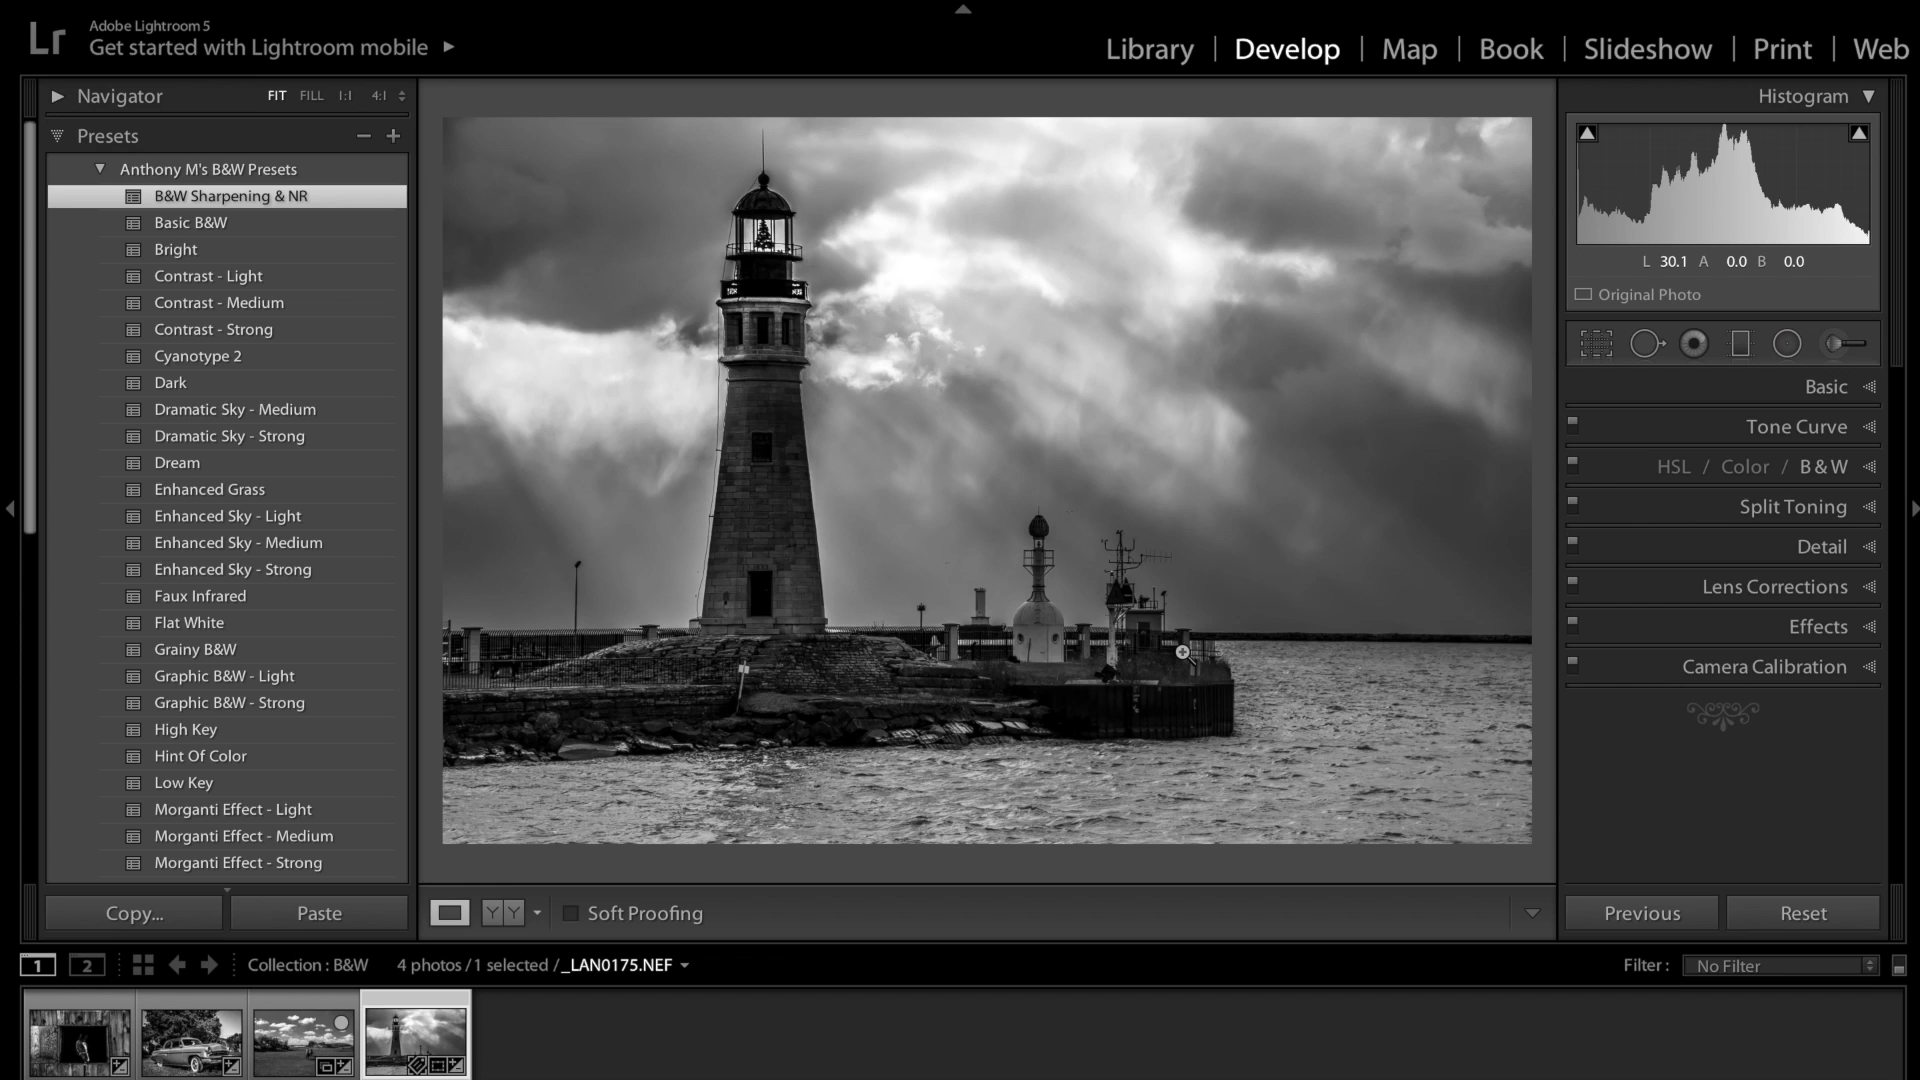 Lr
Adobe Lightroom 5
Get started with Lightroom mobile
Library | Develop | Map | Book | Slideshow | Print | Web
Navigator FIT FILL 1:1 4:1
Presets
Anthony M's B&W Presets
B&W Sharpening & NR
Basic B&W
Bright
Contrast - Light
Contrast - Medium
Contrast - Strong
Cyanotype 2
Dark
Dramatic Sky - Medium
Dramatic Sky - Strong
Dream
Enhanced Grass
Enhanced Sky - Light
Enhanced Sky - Medium
Enhanced Sky - Strong
Faux Infrared
Flat White
Grainy B&W
Graphic B&W - Light
Graphic B&W - Strong
High Key
Hint Of Color
Low Key
Morganti Effect - Light
Morganti Effect - Medium
Morganti Effect - Strong
Copy...
Paste
Y Y
Soft Proofing
Histogram
L 30.1 A 0.0 B 0.0
Original Photo
Basic
Tone Curve
HSL / Color / B & W
Split Toning
Detail
Lens Corrections
Effects
Camera Calibration
Previous
Reset
1
2
Collection : B&W
4 photos / 1 selected / _LAN0175.NEF
Filter :
No Filter